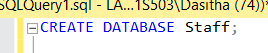 SQLQuery1.sql - LA...1S503\Dasitha (74))*
CREATE DATABASE Staff;